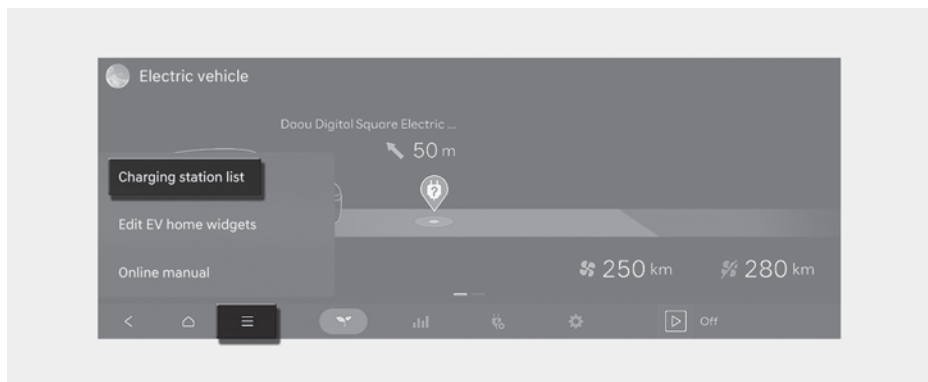 Electric vehicle
Daou Digital Square Electric ...
50 m
Charging station list
Edit EV home widgets
Online manual
250 km
280 km
Off